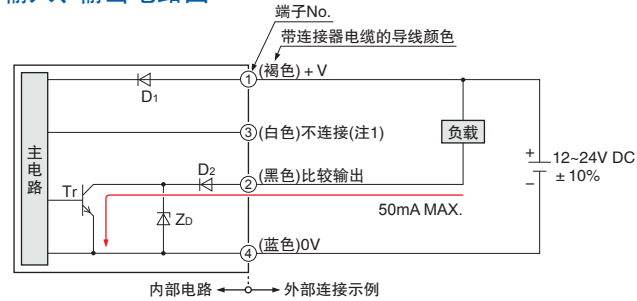 输入、输出电路图
端子No.
带连接器电缆的导线颜色
1 (褐色)+V
D1
3 (白色)不连接(注1)
负载
主电路
D2
2 (黑色)比较输出
+ 12~24V DC
− ±10%
Tr
ZD
50mA MAX.
4 (蓝色)0V
内部电路 外部连接示例